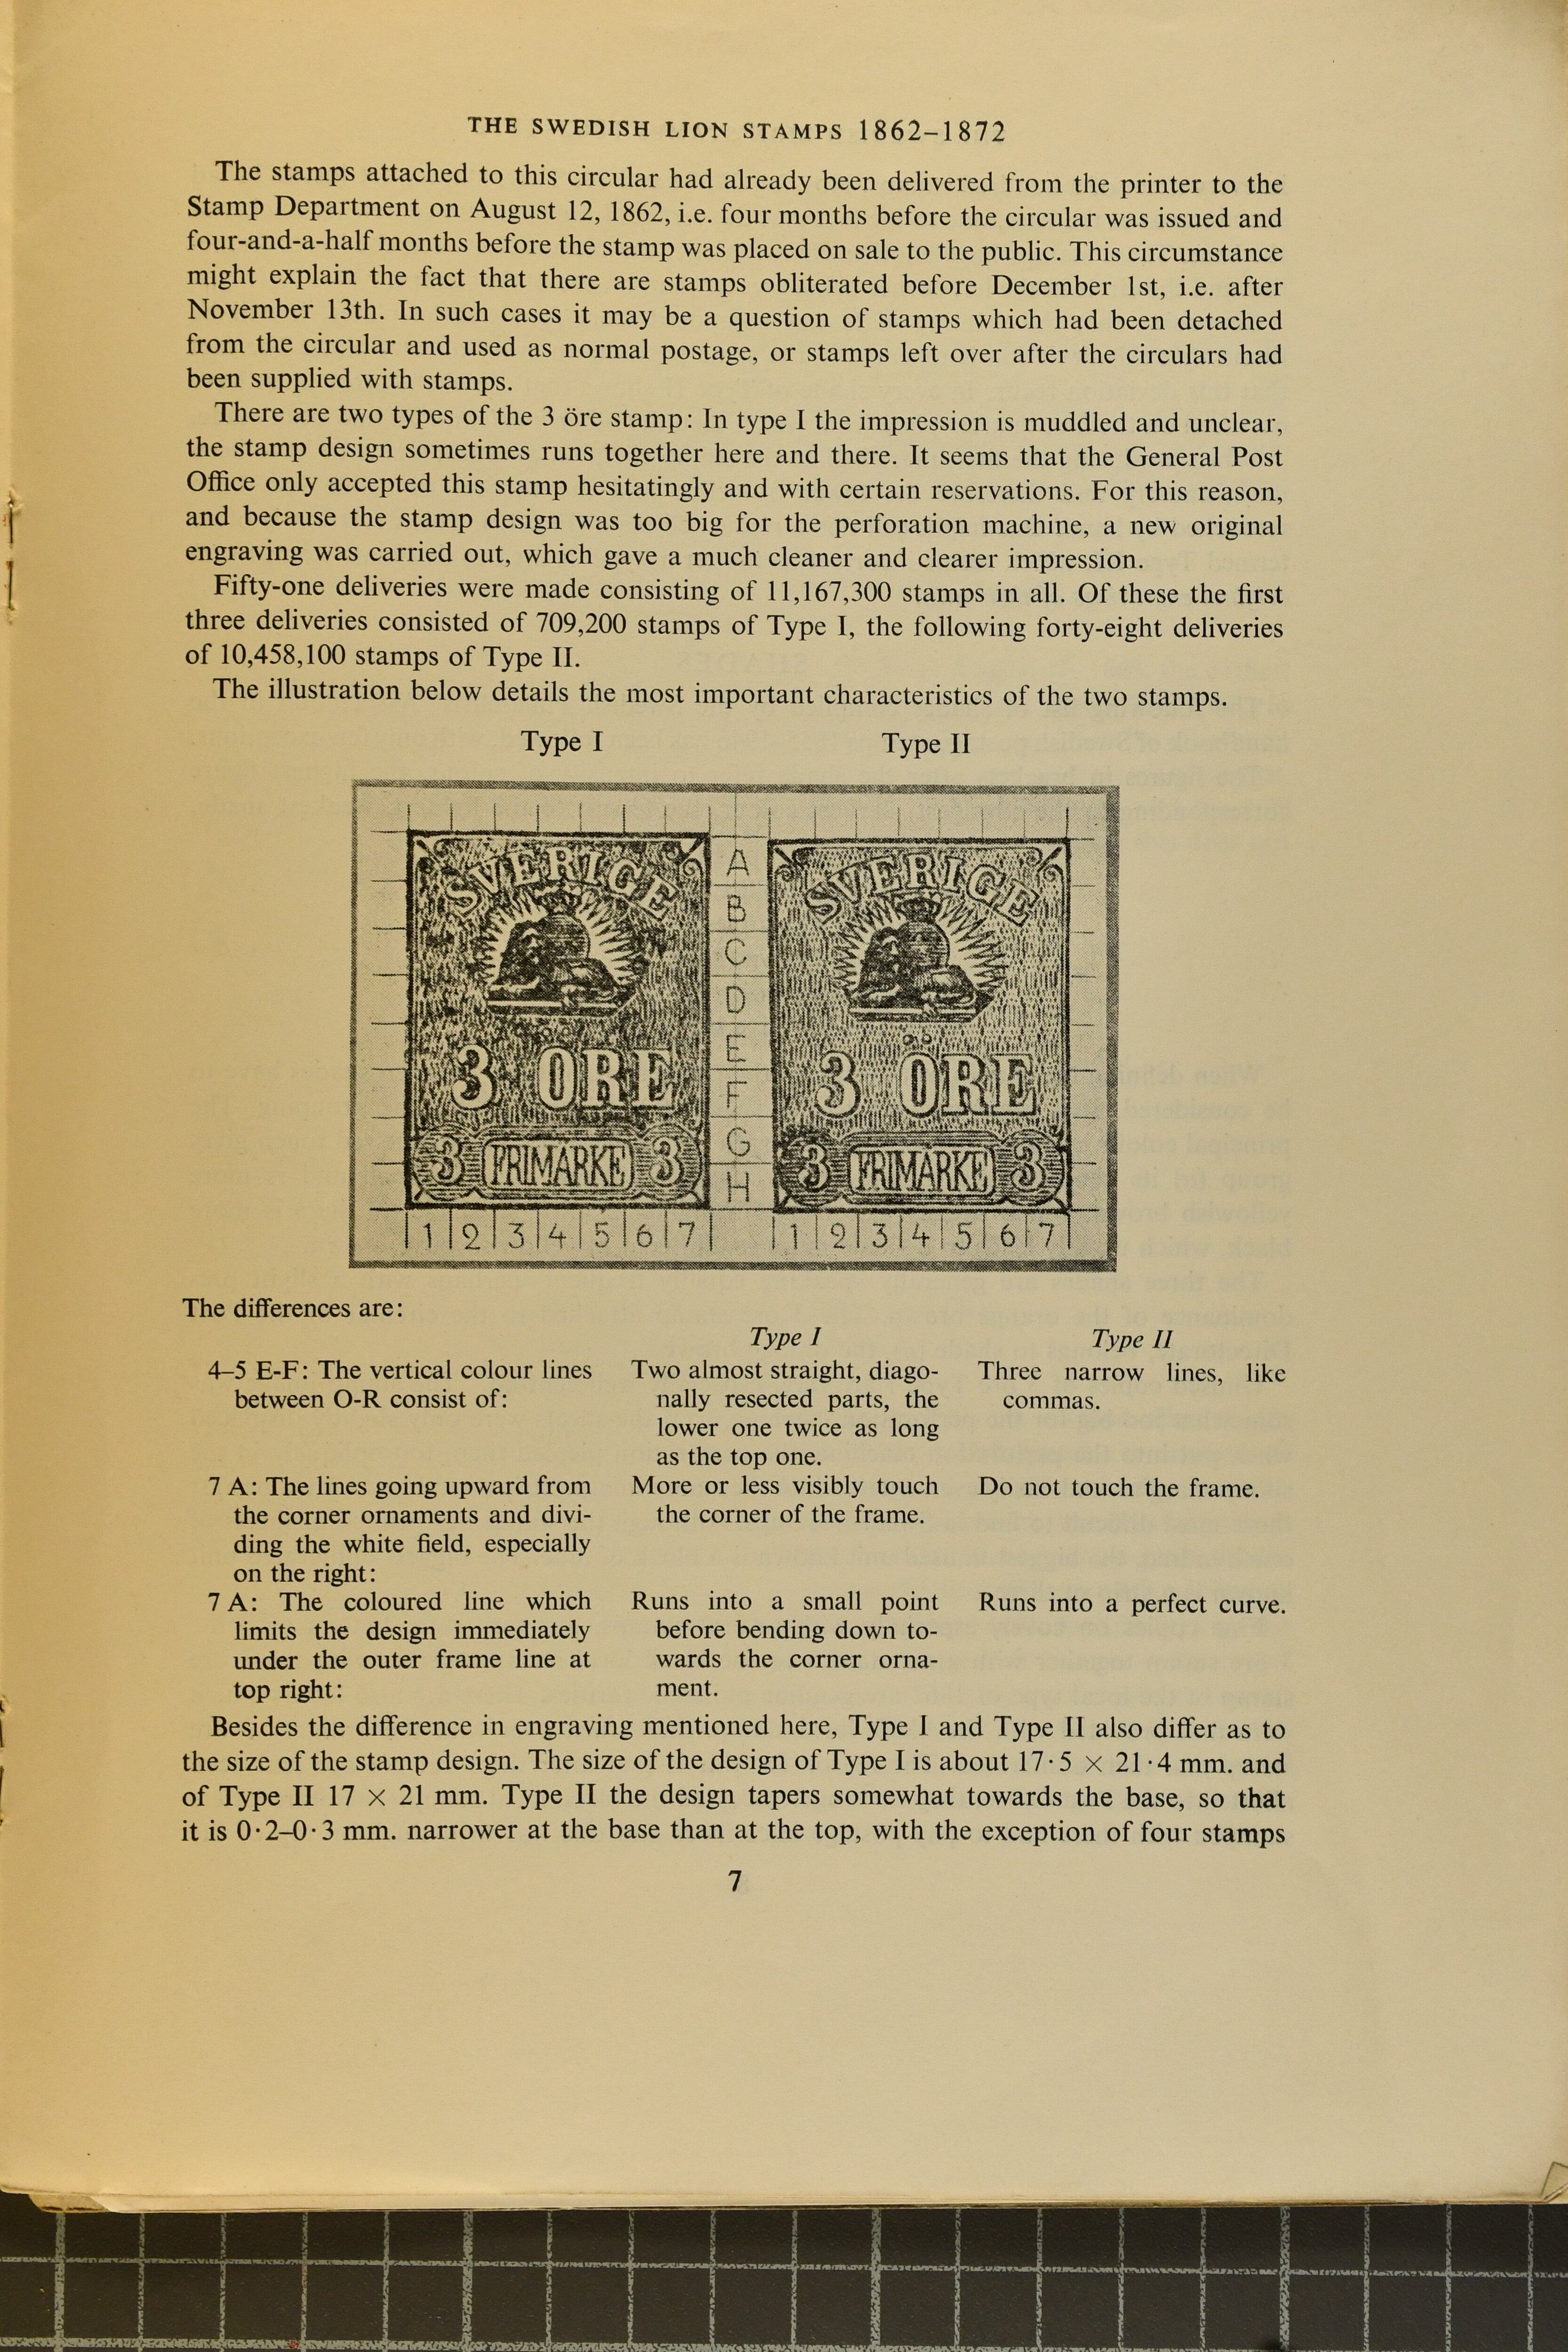 THE SWEDISH LION STAMPS 1862–1872
The stamps attached to this circular had already been delivered from the printer to the
Stamp Department on August 12, 1862, i.e. four months before the circular was issued and
four-and-a-half months before the stamp was placed on sale to the public. This circumstance
might explain the fact that there are stamps obliterated before December 1st, i.e. after
November 13th. In such cases it may be a question of stamps which had been detached
from the circular and used as normal postage, or stamps left over after the circulars had
been supplied with stamps.
There are two types of the 3 öre stamp: In type I the impression is muddled and unclear,
the stamp design sometimes runs together here and there. It seems that the General Post
Office only accepted this stamp hesitatingly and with certain reservations. For this reason,
and because the stamp design was too big for the perforation machine, a new original
engraving was carried out, which gave a much cleaner and clearer impression.
Fifty-one deliveries were made consisting of 11,167,300 stamps in all. Of these the first
three deliveries consisted of 709,200 stamps of Type I, the following forty-eight deliveries
of 10,458,100 stamps of Type II.
The illustration below details the most important characteristics of the two stamps.
Type I Type II
SVERIGE A SVERIGE
B
C
D
E
3 ÖRE F 3 ÖRE
G
3 FRIMÄRKE 3 H 3 FRIMÄRKE 3
1 2 3 4 5 6 7 1 2 3 4 5 6 7
The differences are:
Type I Type II
4–5 E-F: The vertical colour lines Two almost straight, diago- Three narrow lines, like
between O-R consist of: nally resected parts, the commas.
lower one twice as long
as the top one.
7 A: The lines going upward from More or less visibly touch Do not touch the frame.
the corner ornaments and divi- the corner of the frame.
ding the white field, especially
on the right:
7 A: The coloured line which Runs into a small point Runs into a perfect curve.
limits the design immediately before bending down to-
under the outer frame line at wards the corner orna-
top right: ment.
Besides the difference in engraving mentioned here, Type I and Type II also differ as to
the size of the stamp design. The size of the design of Type I is about 17·5 × 21·4 mm. and
of Type II 17 × 21 mm. Type II the design tapers somewhat towards the base, so that
it is 0·2–0·3 mm. narrower at the base than at the top, with the exception of four stamps
7